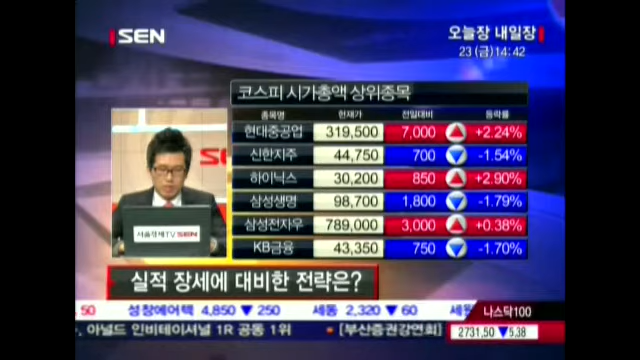 SEN
오늘장 내일장
23(금)14:42
코스피 시가총액 상위종목
종목명 현재가 전일대비 등락률
현대중공업 319,500 7,000 ▲ +2.24%
신한지주 44,750 700 ▼ -1.54%
하이닉스 30,200 850 ▲ +2.90%
삼성생명 98,700 1,800 ▼ -1.79%
삼성전자우 789,000 3,000 ▲ +0.38%
KB금융 43,350 750 ▼ -1.70%
SE
서울경제TV SEN
실적 장세에 대비한 전략은?
50 성창에어텍 4,850 ▼ 250 세동 2,320 ▼ 60 세원
나스닥100
, 아널드 인비테이셔널 1R 공동 1위 [부산증권강연회]
2731.50 ▼5.38